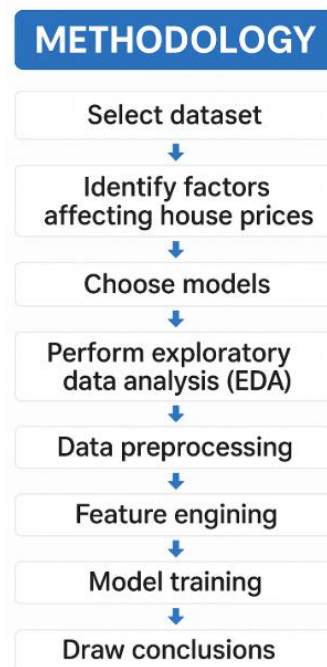 METHODOLOGY
Select dataset
Identify factors
affecting house prices
Choose models
Perform exploratory
data analysis (EDA)
Data preprocessing
Feature engining
Model training
Draw conclusions